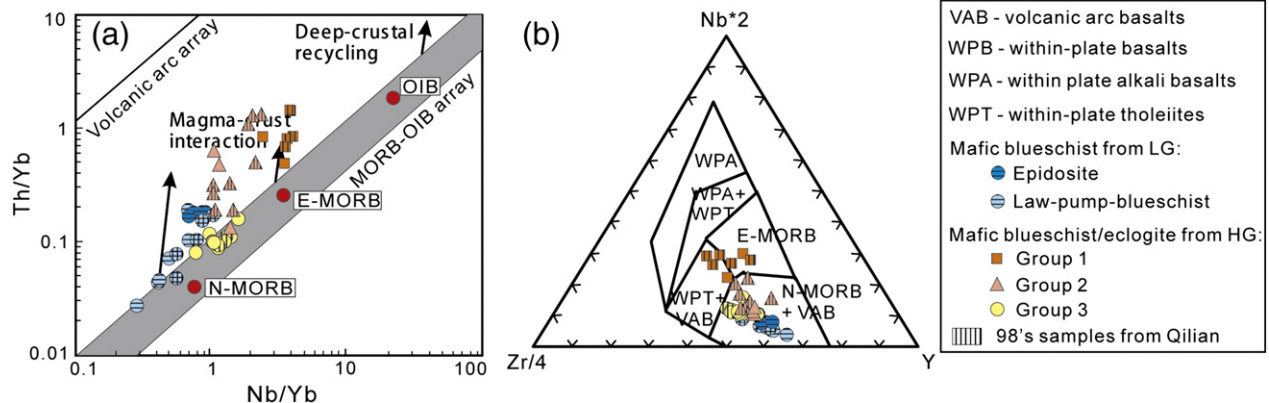 (a)
Th/Yb
10
1
0.1
0.01
0.1
1
10
100
Nb/Yb
Volcanic arc array
Deep-crustal
recycling
Magma-crust
interaction
OIB
MORB-OIB array
E-MORB
N-MORB
(b)
Nb*2
WPA
WPA+
WPT
E-MORB
WPT+
VAB
N-MORB
+ VAB
Zr/4
Y
VAB - volcanic arc basalts
WPB - within-plate basalts
WPA - within plate alkali basalts
WPT - within-plate tholeiites
Mafic blueschist from LG:
Epidosite
Law-pump-blueschist
Mafic blueschist/eclogite from HG:
Group 1
Group 2
Group 3
98's samples from Qilian